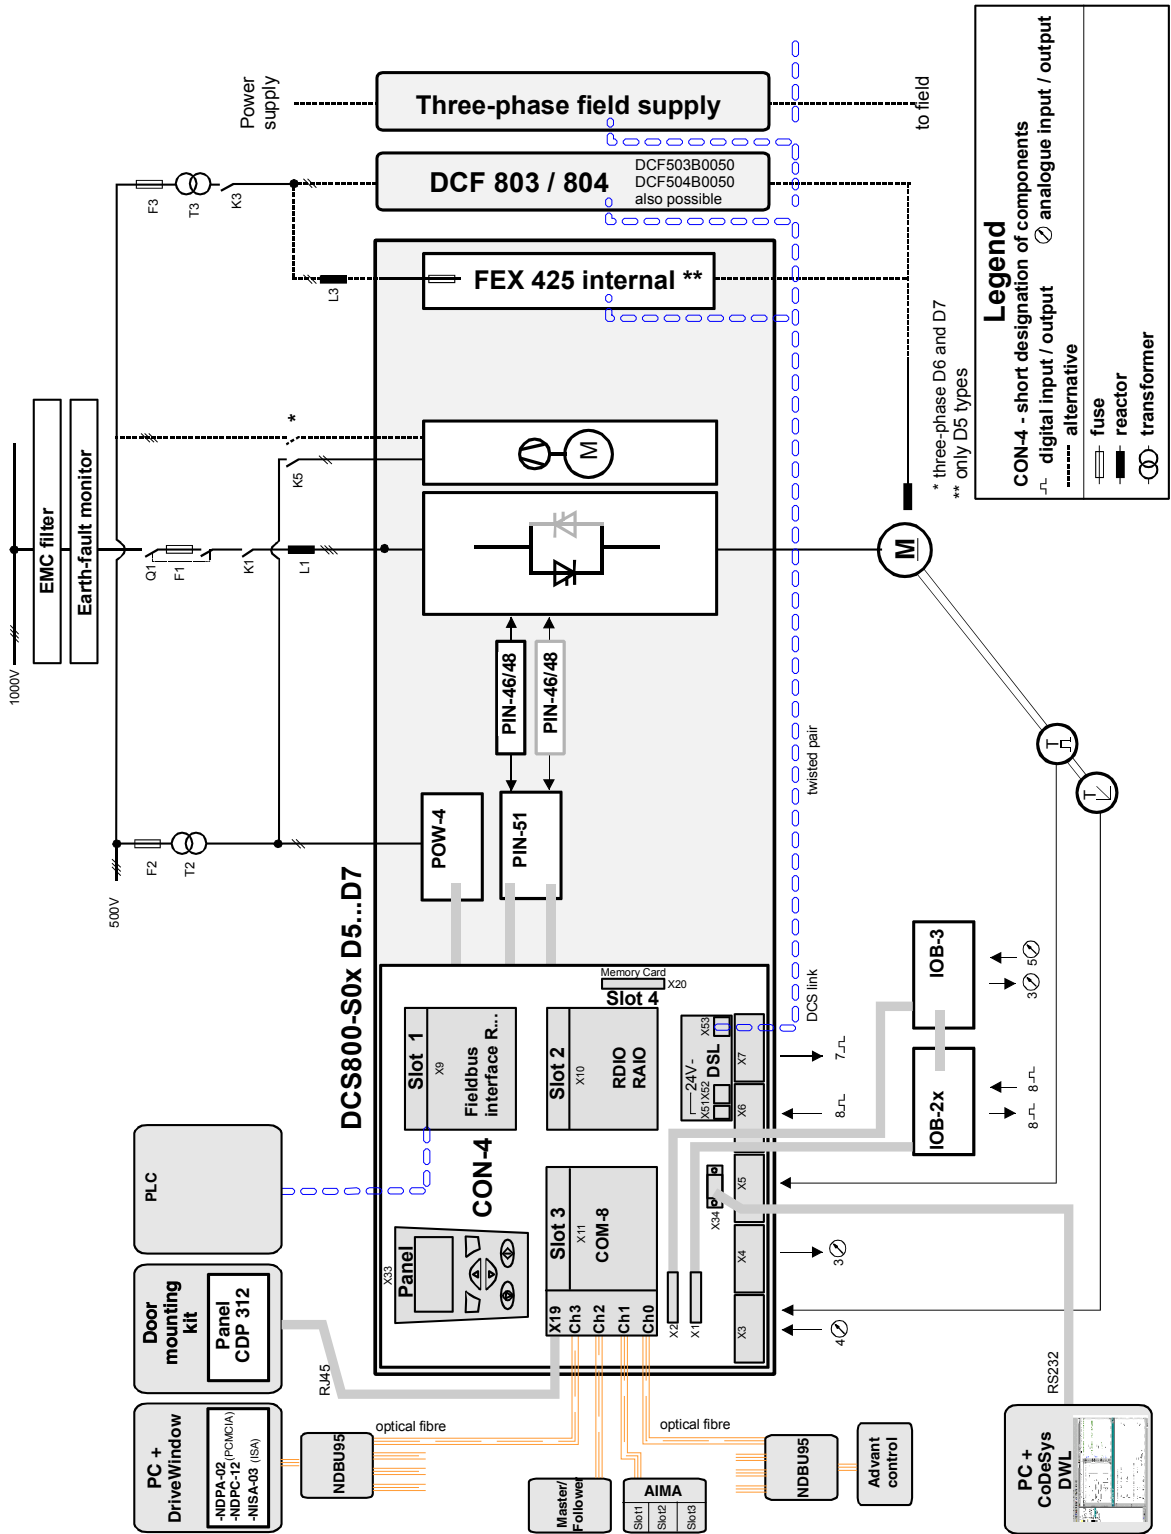 Power
supply
Three-phase field supply
to field
DCF 803 / 804
DCF503B0050
DCF504B0050
also possible
F3
T3
K3
L3
FEX 425 internal **
EMC filter
Earth-fault monitor
1000V
Q1
F1
K1
L1
K5
*
M
M
500V
F2
T2
PIN-46/48
PIN-46/48
POW-4
PIN-51
twisted pair
DCS link
T
T
* three-phase D6 and D7
** only D5 types
Legend
CON-4 - short designation of components
digital input / output
analogue input / output
alternative
fuse
reactor
transformer
DCS800-S0x D5...D7
CON-4
Slot 1
X9
Fieldbus
interface R...
Slot 2
X10
RDIO
RAIO
Memory Card
X20
Slot 4
Slot 3
X11
COM-8
X19
Ch3
Ch2
Ch1
Ch0
X33
Panel
24V-
DSL
X51
X52
X53
X2
X1
X34
X3
X4
X5
X6
X7
4
3
8
7
IOB-2x
IOB-3
8
8
3
5
PLC
Door
mounting
kit
Panel
CDP 312
RJ45
PC +
DriveWindow
-NDPA-02 (PCMCIA)
-NDPC-12
-NISA-03 (ISA)
NDBU95
optical fibre
optical fibre
Master/
Follower
AIMA
Slot1
Slot2
Slot3
NDBU95
Advant
control
RS232
PC +
CoDeSys
DWL